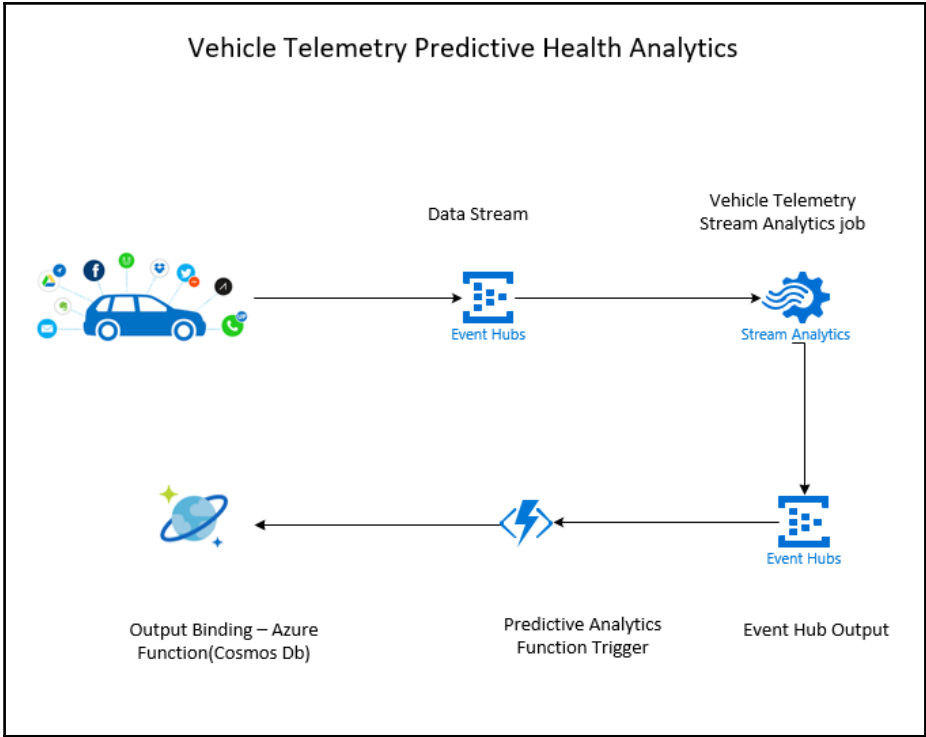 Vehicle Telemetry Predictive Health Analytics
Data Stream
Vehicle Telemetry
Stream Analytics job
UP
Event Hubs
Stream Analytics
Event Hubs
Output Binding – Azure
Function(Cosmos Db)
Predictive Analytics
Function Trigger
Event Hub Output